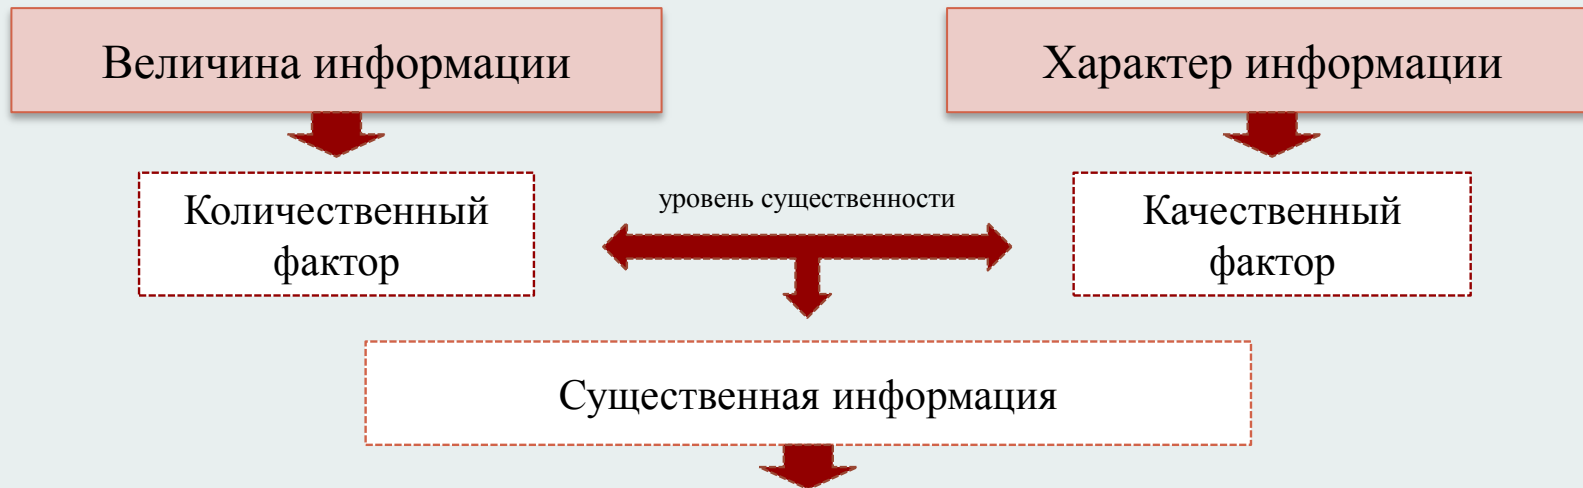 Величина информации
Характер информации
Количественный
фактор
уровень существенности
Качественный
фактор
Существенная информация